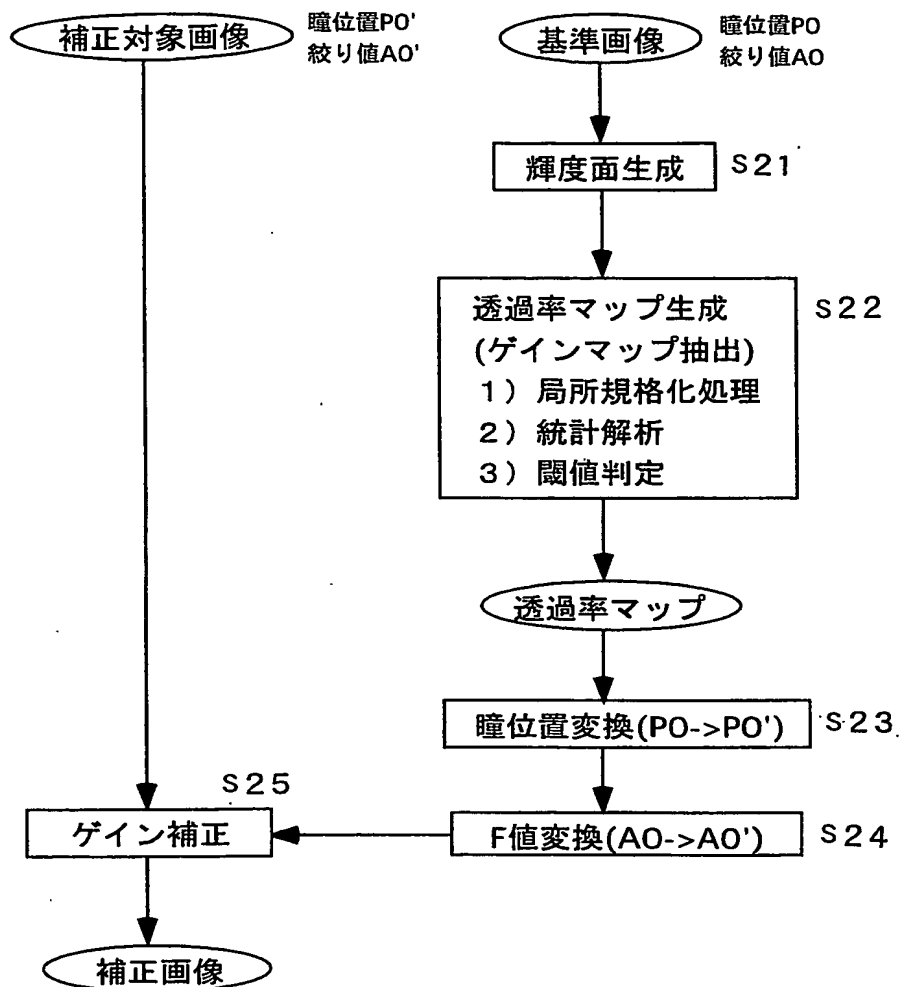 補正対象画像
瞳位置PO'
絞り値AO'
基準画像
瞳位置PO
絞り値AO
輝度面生成
S21
透過率マップ生成
(ゲインマップ抽出)
1）局所規格化処理
2）統計解析
3）閾値判定
S22
透過率マップ
瞳位置変換(PO->PO')
S23
S25
ゲイン補正
F値変換(AO->AO')
S24
補正画像